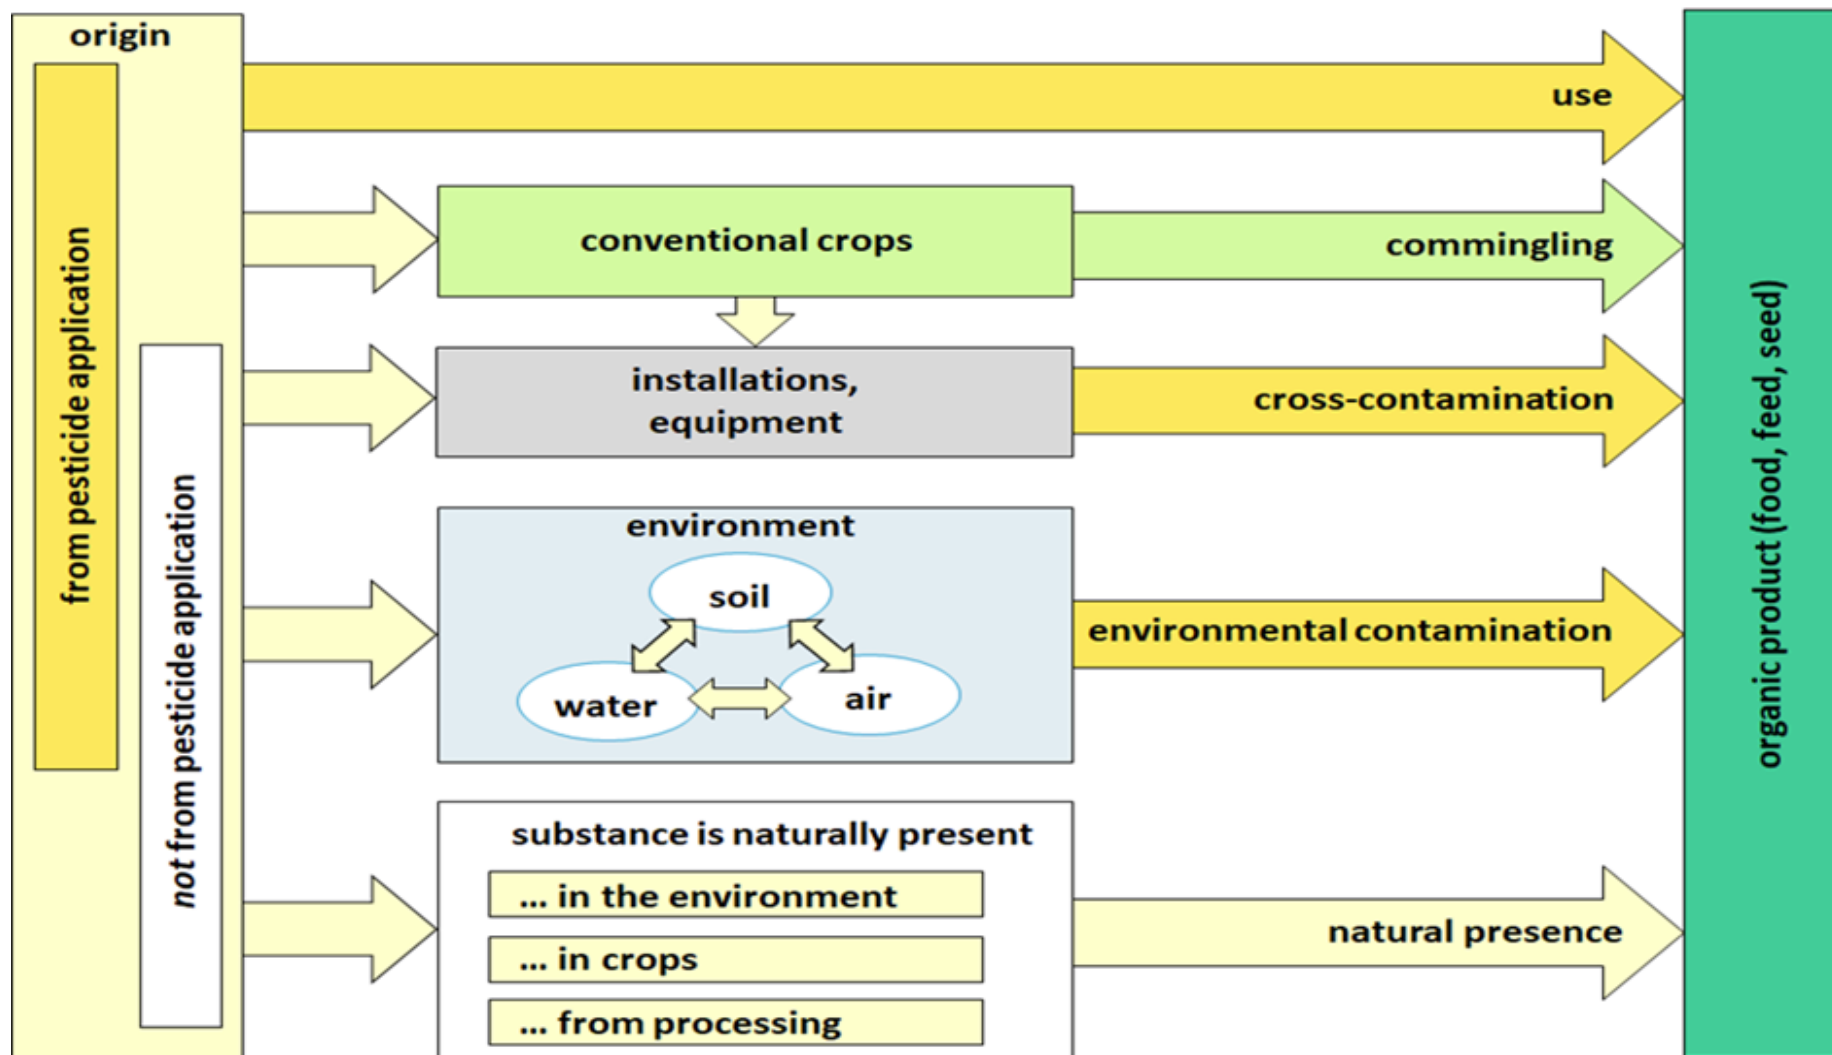 origin
from pesticide application
not from pesticide application
use
conventional crops
commingling
installations,
equipment
cross-contamination
environment
soil
water
air
environmental contamination
substance is naturally present
... in the environment
... in crops
... from processing
natural presence
organic product (food, feed, seed)